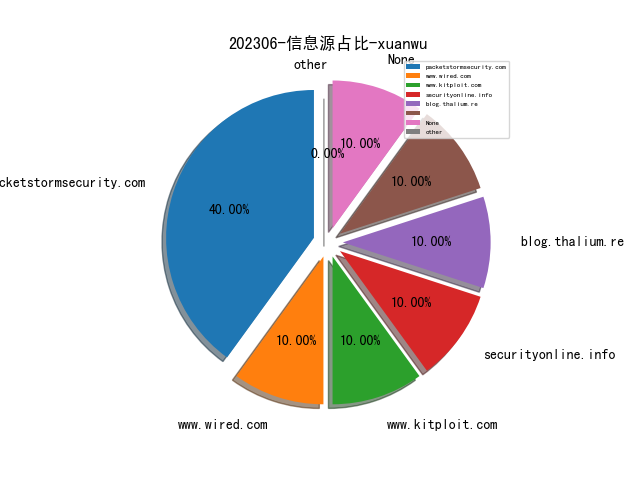 202306-信息源占比-xuanwu
other
None
packetstormsecurity.com
www.wired.com
www.kitploit.com
securityonline.info
blog.thalium.re
None
other
0.00%
10.00%
10.00%
40.00%
cketstormsecurity.com
10.00%
blog.thalium.re
10.00%
10.00%
10.00%
securityonline.info
www.wired.com
www.kitploit.com